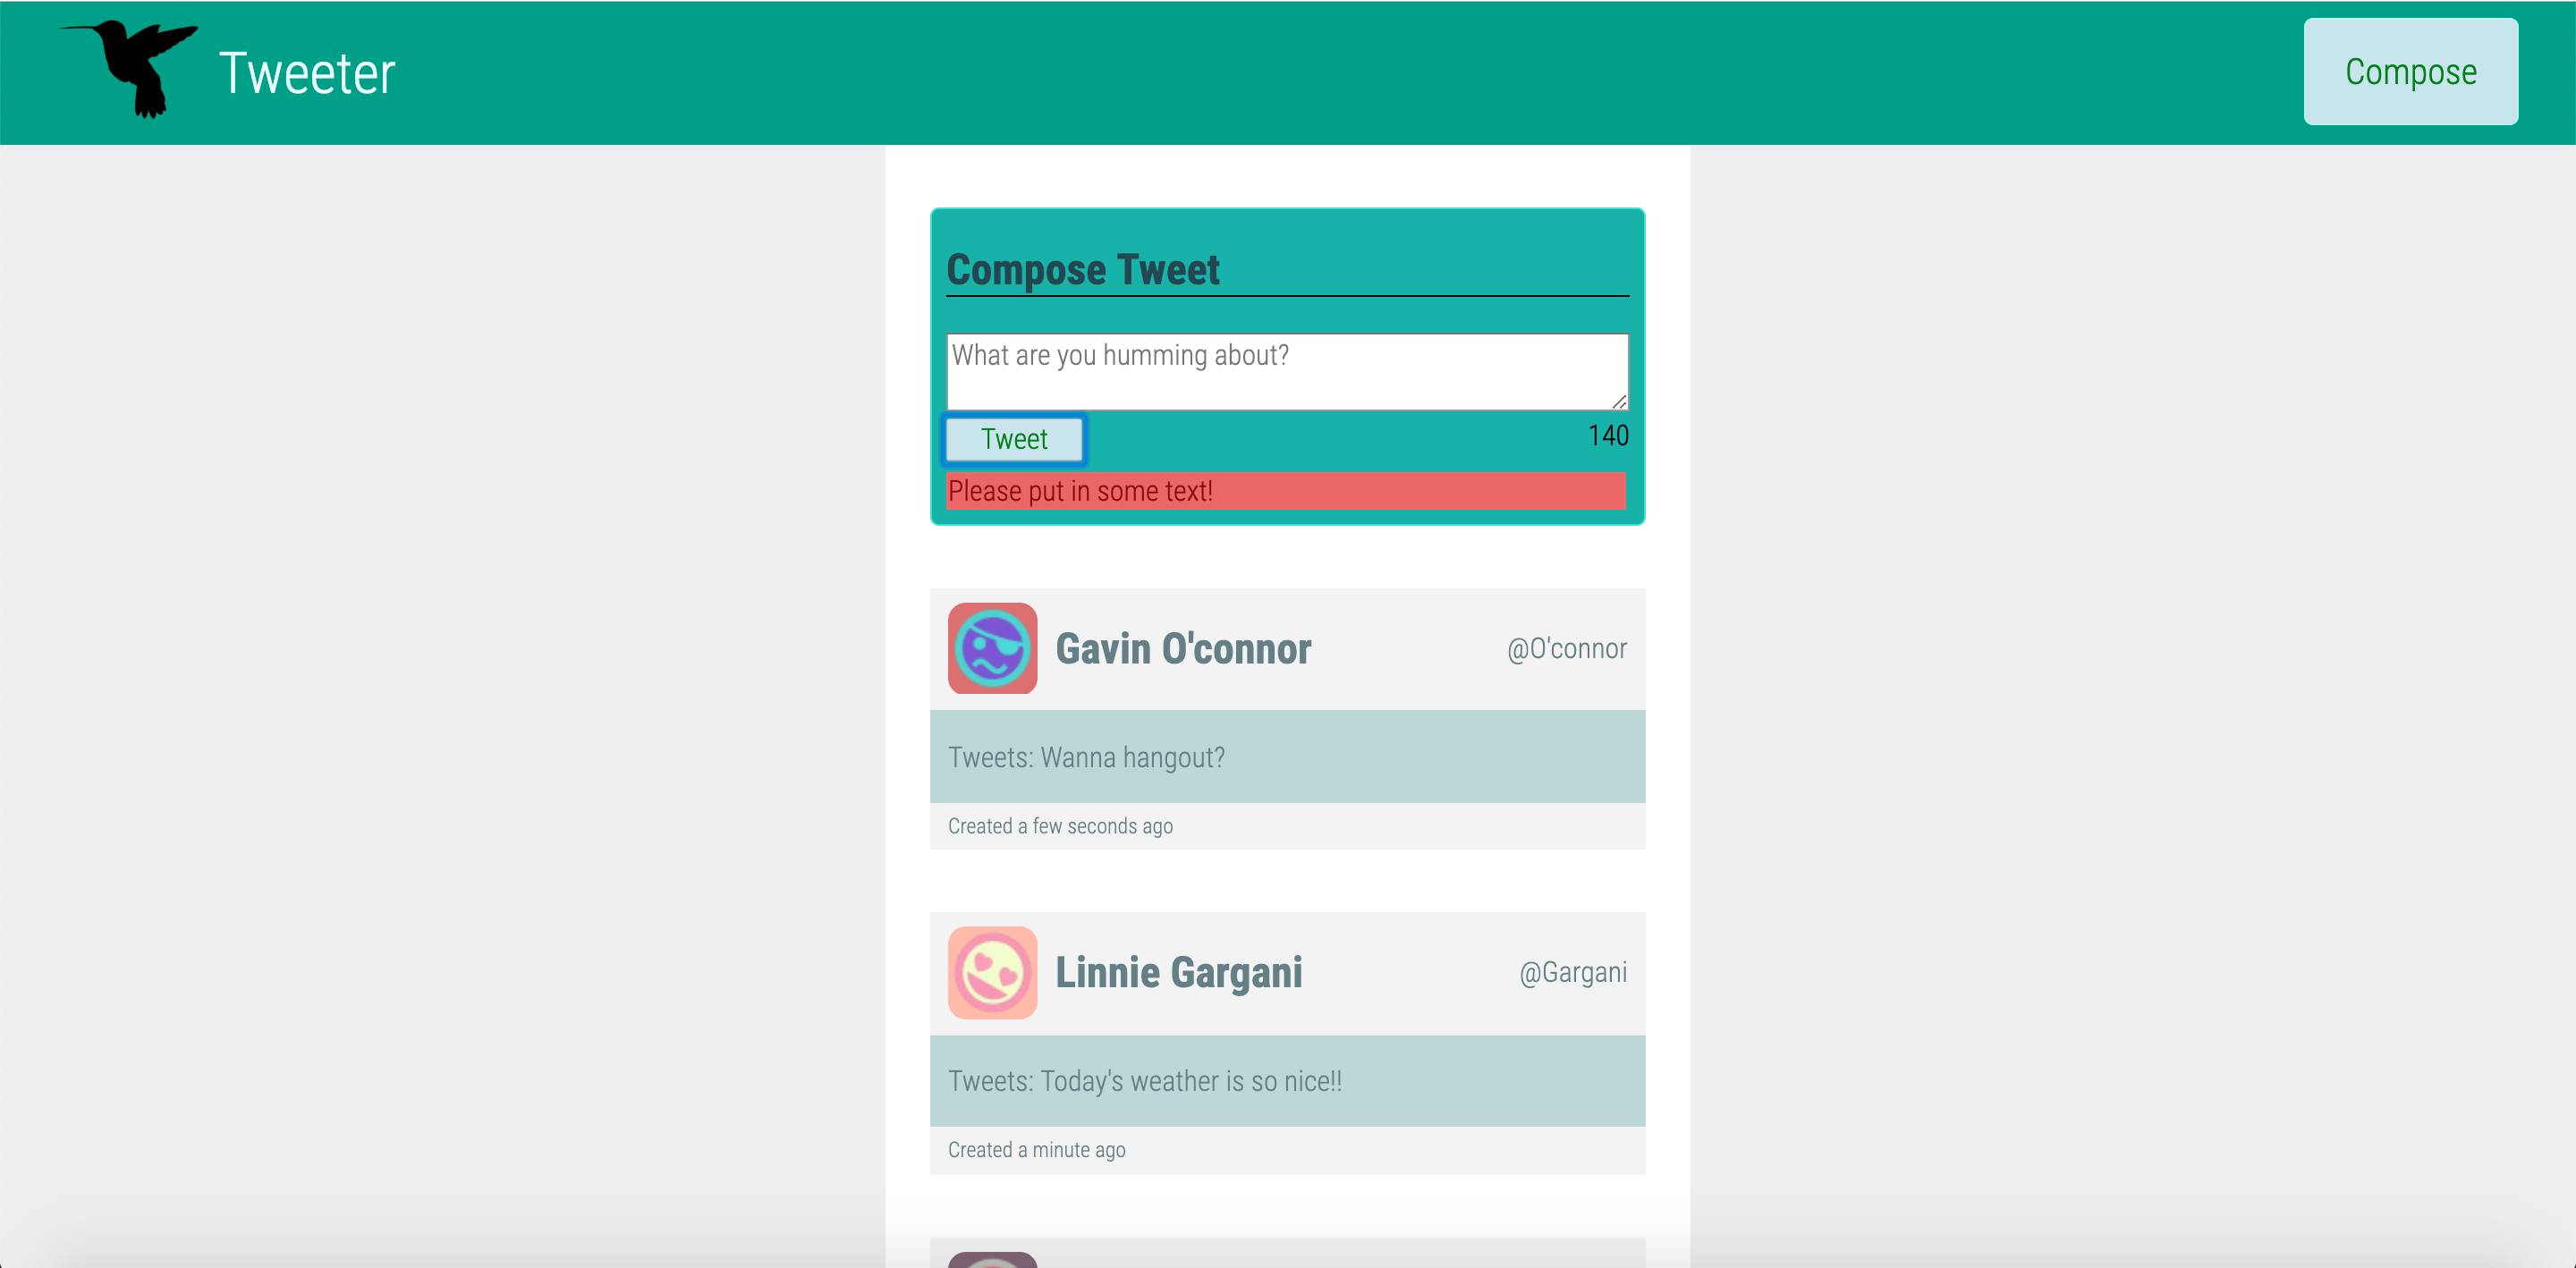 Tweeter
Compose
Compose Tweet
What are you humming about?
Tweet
140
Please put in some text!
Gavin O'connor
@O'connor
Tweets: Wanna hangout?
Created a few seconds ago
Linnie Gargani
@Gargani
Tweets: Today's weather is so nice!!
Created a minute ago